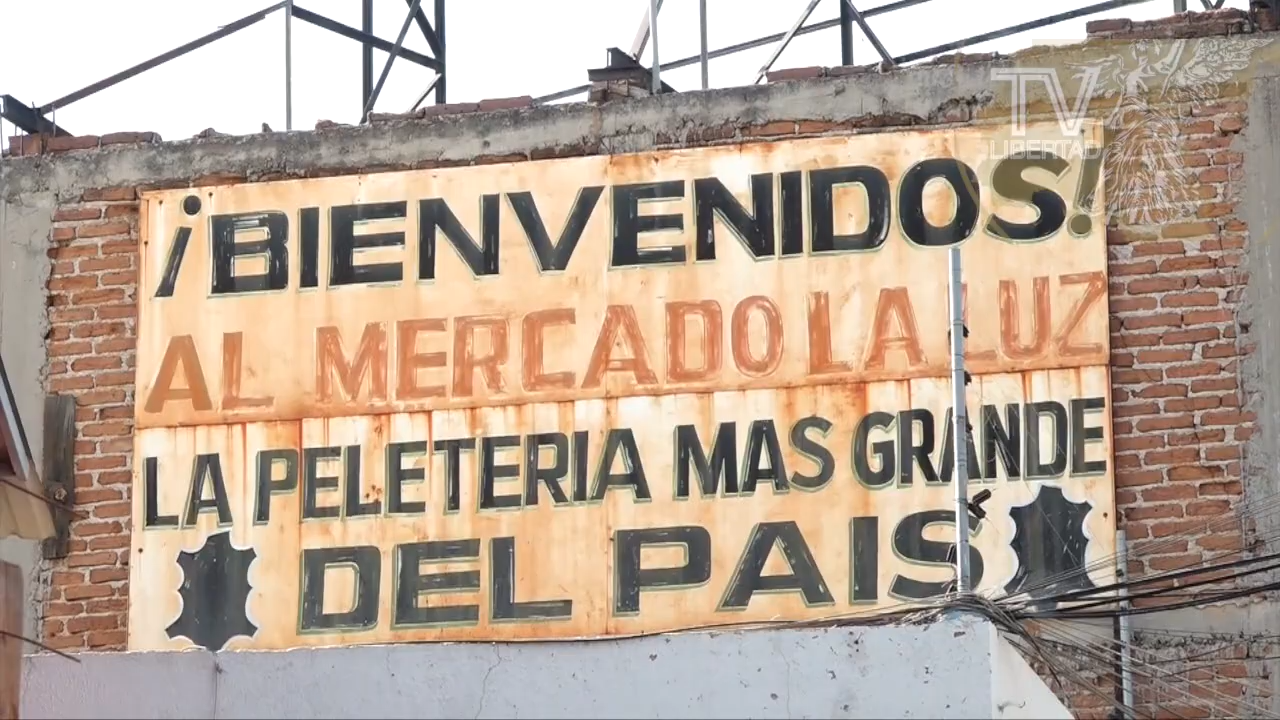 TV
LIBERTAD
¡BIENVENIDOS!
AL MERCADO LA LUZ
LA PELETERIA MAS GRANDE
DEL PAIS